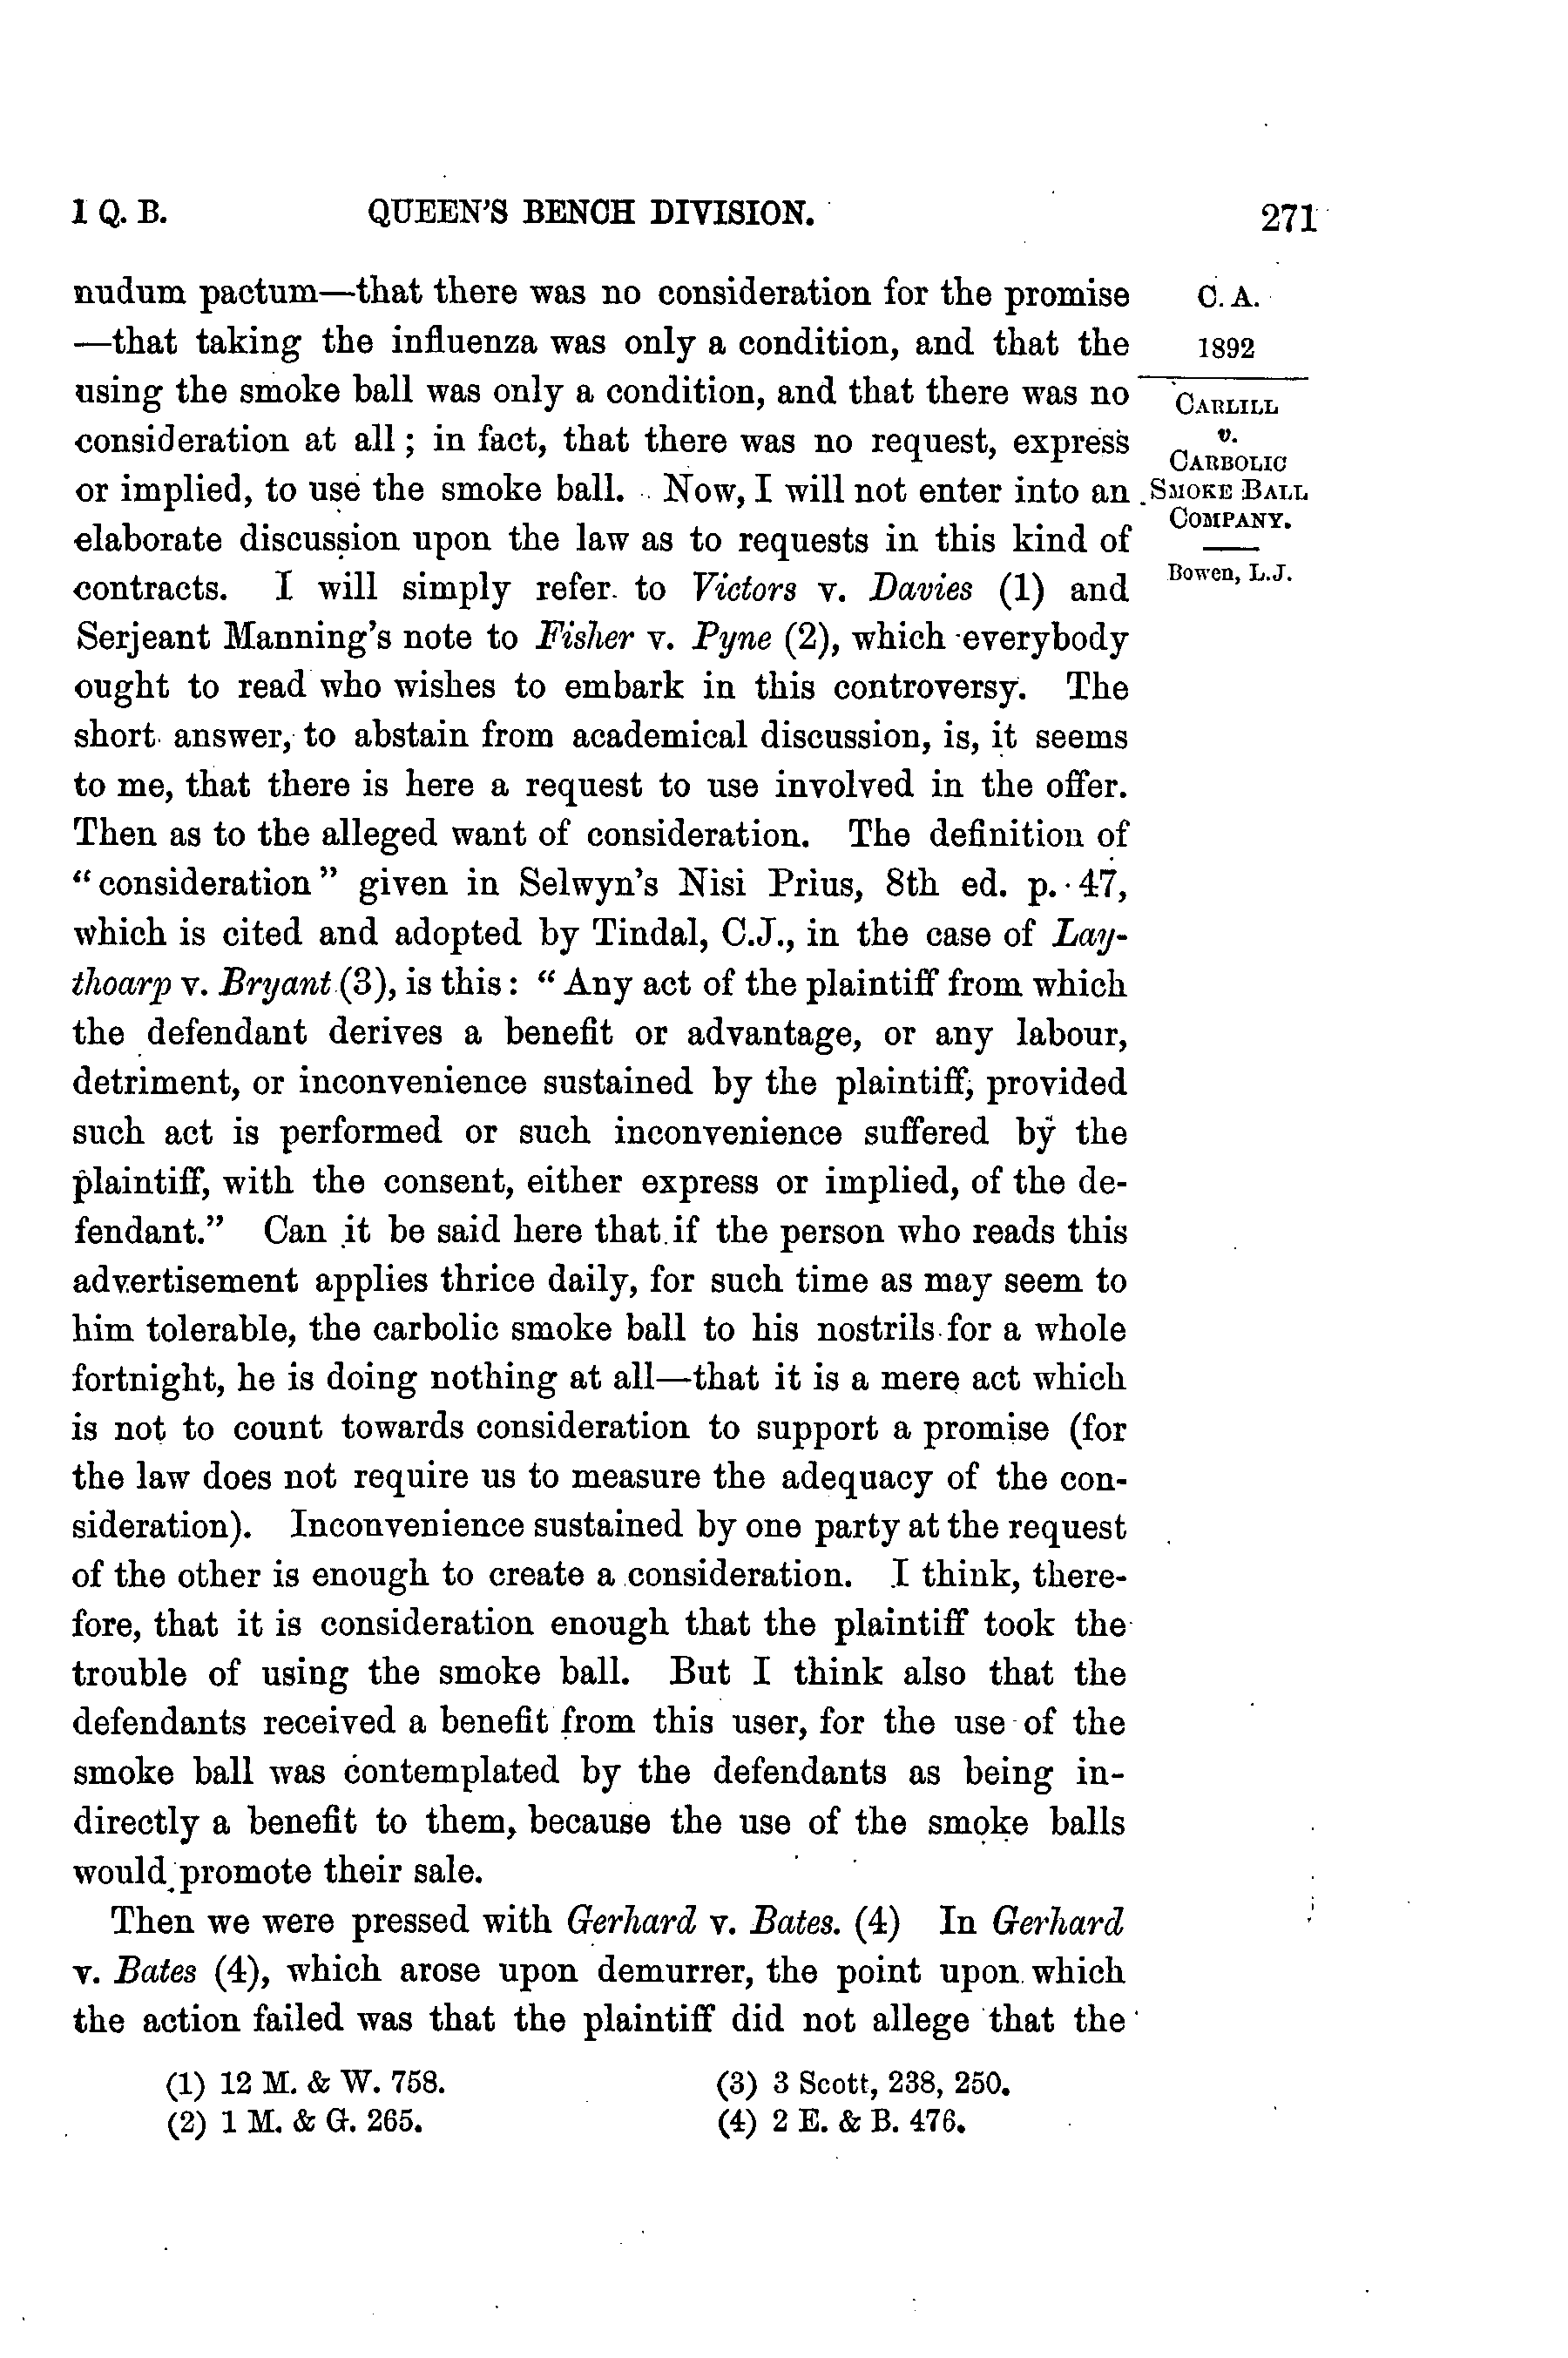 1 Q. B. QUEEN'S BENCH DIVISION. 271
nudum pactum—that there was no consideration for the promise
—that taking the influenza was only a condition, and that the
using the smoke ball was only a condition, and that there was no
consideration at all; in fact, that there was no request, express
or implied, to use the smoke ball. Now, I will not enter into an
elaborate discussion upon the law as to requests in this kind of
contracts. I will simply refer to Victors v. Davies (1) and
Serjeant Manning's note to Fisher v. Pyne (2), which everybody
ought to read who wishes to embark in this controversy. The
short answer, to abstain from academical discussion, is, it seems
to me, that there is here a request to use involved in the offer.
Then as to the alleged want of consideration. The definition of
"consideration" given in Selwyn's Nisi Prius, 8th ed. p. 47,
which is cited and adopted by Tindal, C.J., in the case of Lay-
thoarp v. Bryant (3), is this: "Any act of the plaintiff from which
the defendant derives a benefit or advantage, or any labour,
detriment, or inconvenience sustained by the plaintiff, provided
such act is performed or such inconvenience suffered by the
plaintiff, with the consent, either express or implied, of the de-
fendant." Can it be said here that if the person who reads this
advertisement applies thrice daily, for such time as may seem to
him tolerable, the carbolic smoke ball to his nostrils for a whole
fortnight, he is doing nothing at all—that it is a mere act which
is not to count towards consideration to support a promise (for
the law does not require us to measure the adequacy of the con-
sideration). Inconvenience sustained by one party at the request
of the other is enough to create a consideration. I think, there-
fore, that it is consideration enough that the plaintiff took the
trouble of using the smoke ball. But I think also that the
defendants received a benefit from this user, for the use of the
smoke ball was contemplated by the defendants as being in-
directly a benefit to them, because the use of the smoke balls
would promote their sale.
Then we were pressed with Gerhard v. Bates. (4) In Gerhard
v. Bates (4), which arose upon demurrer, the point upon which
the action failed was that the plaintiff did not allege that the
C. A.
1892
CARLILL
v.
CARBOLIC
SMOKE BALL
COMPANY.
Bowen, L.J.
(1) 12 M. & W. 758.
(2) 1 M. & G. 265.
(3) 3 Scott, 238, 250.
(4) 2 E. & B. 476.